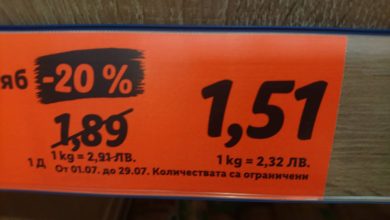 яб -20 % 1,51
1,89
1 Д 1 kg = 2,91 ЛВ. 1 kg = 2,32 ЛВ.
От 01.07. до 29.07. Количествата са ограничени